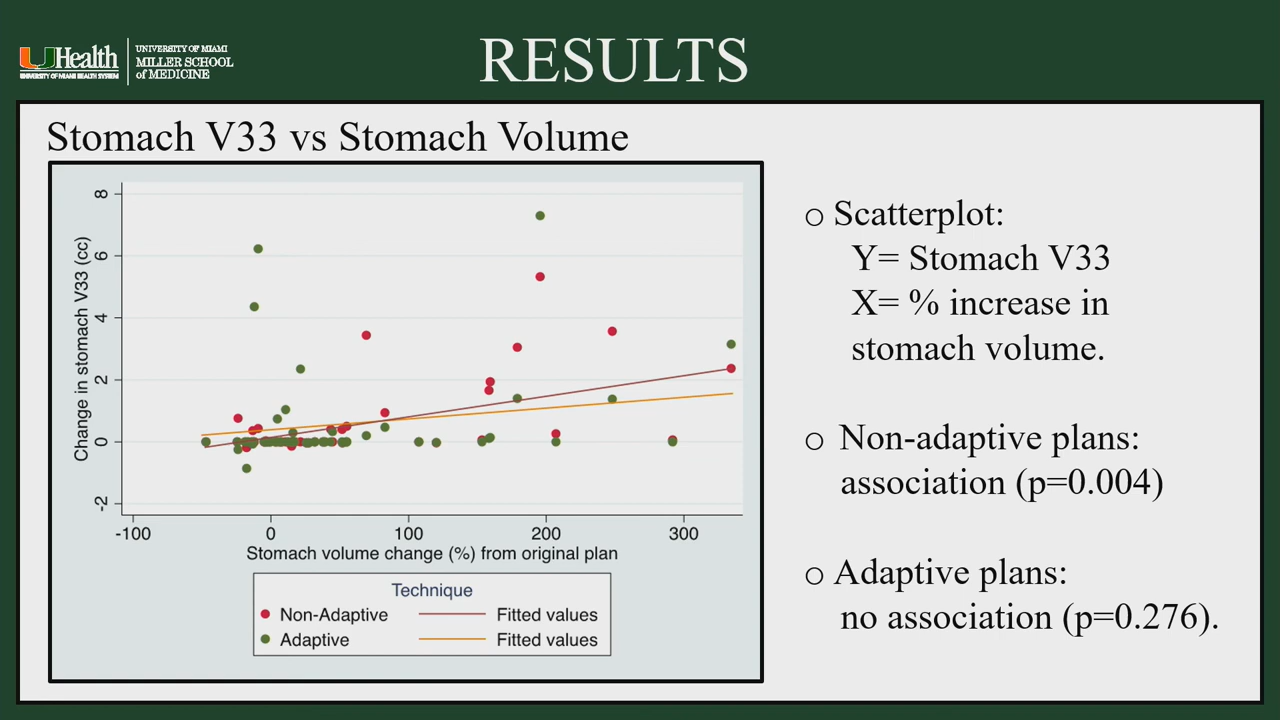 UHealth
UNIVERSITY OF MIAMI HEALTH SYSTEM
UNIVERSITY OF MIAMI
MILLER SCHOOL
of MEDICINE
RESULTS
Stomach V33 vs Stomach Volume
Change in stomach V33 (cc)
8
6
4
2
0
-2
-100 0 100 200 300
Stomach volume change (%) from original plan
Technique
Non-Adaptive Fitted values
Adaptive Fitted values
o Scatterplot:
Y= Stomach V33
X= % increase in
stomach volume.
o Non-adaptive plans:
association (p=0.004)
o Adaptive plans:
no association (p=0.276).